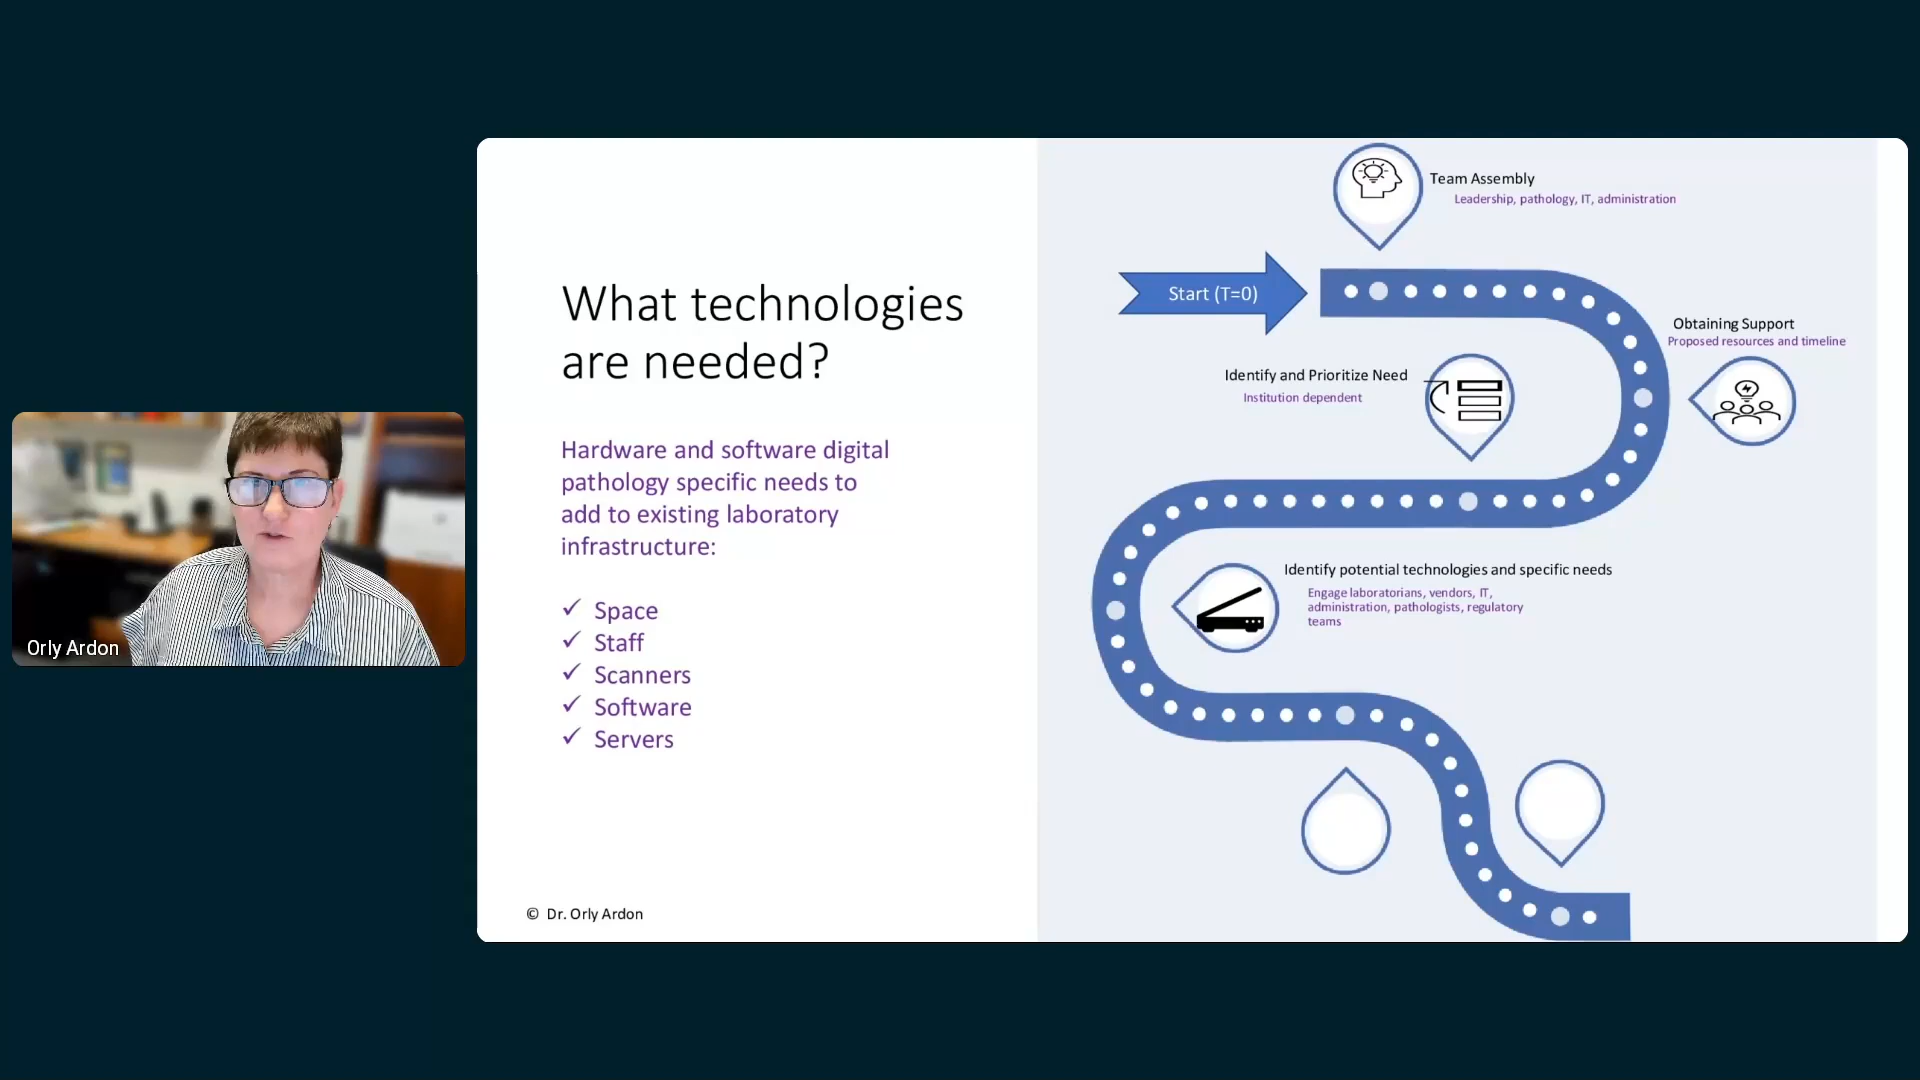 Orly Ardon
What technologies
are needed?
Hardware and software digital
pathology specific needs to
add to existing laboratory
infrastructure:
✓ Space
✓ Staff
✓ Scanners
✓ Software
✓ Servers
© Dr. Orly Ardon
Team Assembly
Leadership, pathology, IT, administration
Start (T=0)
Obtaining Support
Proposed resources and timeline
Identify and Prioritize Need
Institution dependent
Identify potential technologies and specific needs
Engage laboratorians, vendors, IT,
administration, pathologists, regulatory
teams